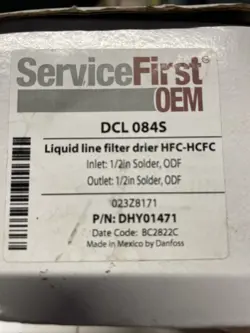 ServiceFirst
OEM
DCL 084S
Liquid line filter drier HFC-HCFC
Inlet: 1/2in Solder, ODF
Outlet: 1/2in Solder, ODF
023Z8171
P/N: DHY01471
Date Code: BC2822C
Made in Mexico by Danfoss